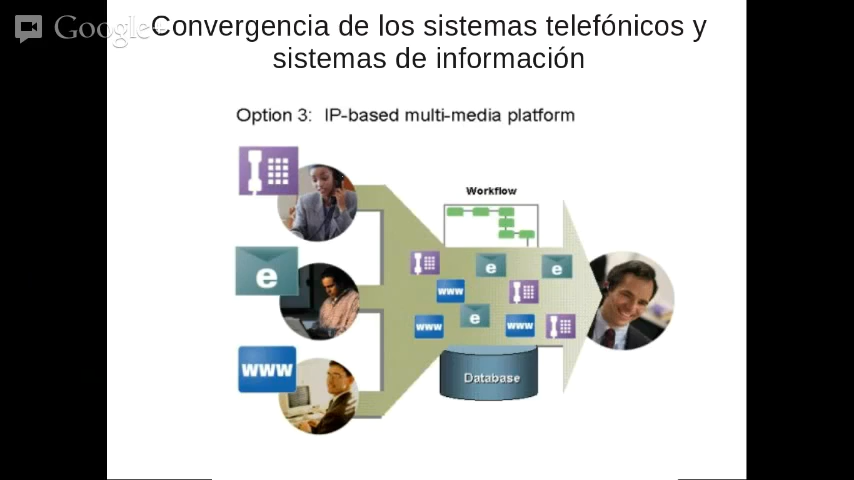 Google+
Convergencia de los sistemas telefónicos y
sistemas de información
Option 3: IP-based multi-media platform
Workflow
e
www
Database
e
e
www
e
www
www